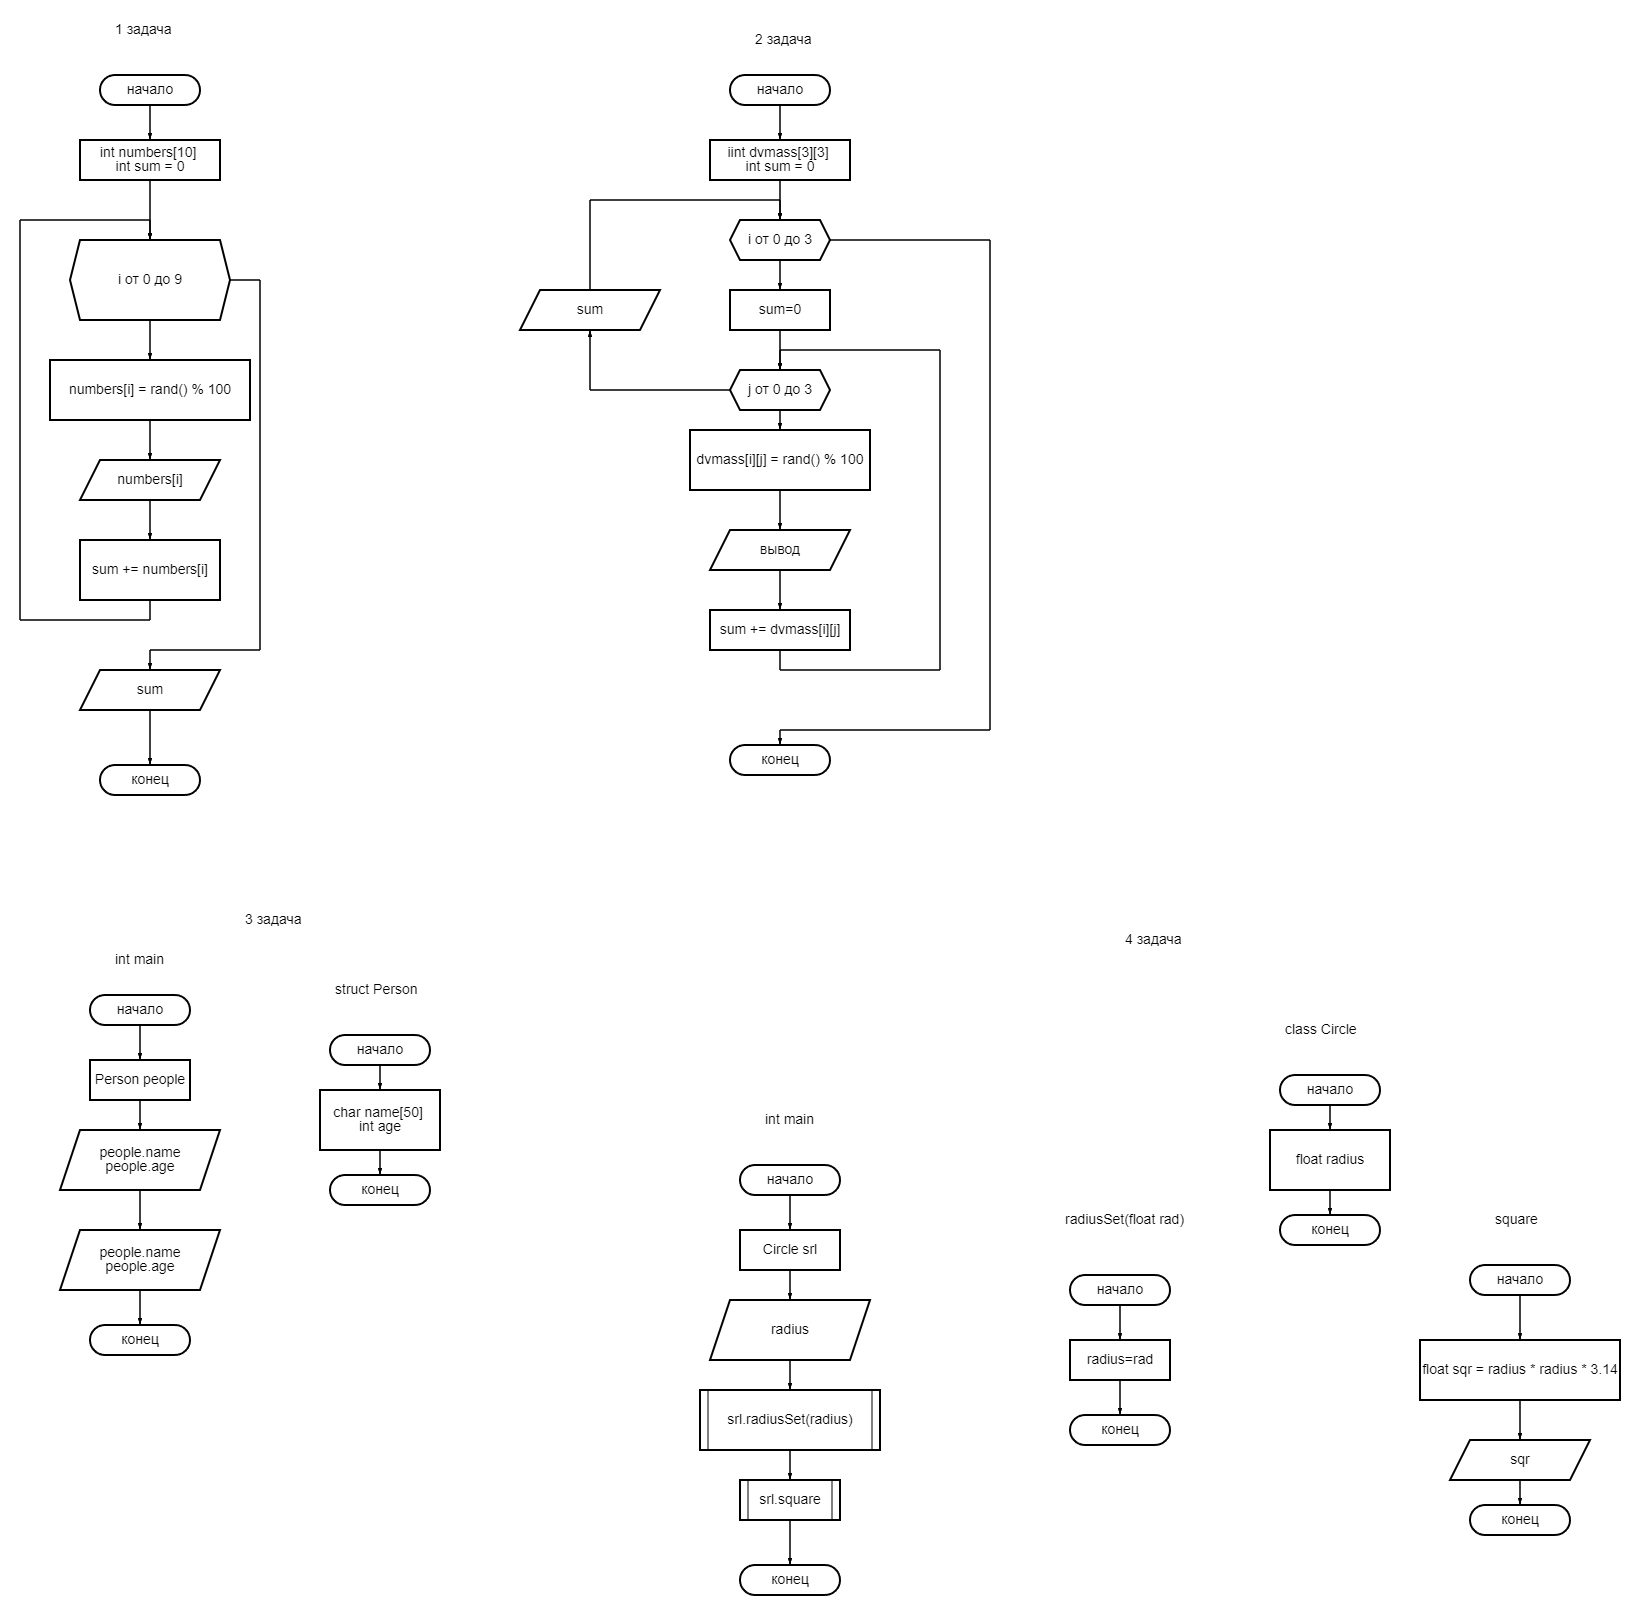 1 задача
начало
int numbers[10]
int sum = 0
i от 0 до 9
numbers[i] = rand() % 100
numbers[i]
sum += numbers[i]
sum
конец
2 задача
начало
iint dvmass[3][3]
int sum = 0
i от 0 до 3
sum=0
sum
j от 0 до 3
dvmass[i][j] = rand() % 100
вывод
sum += dvmass[i][j]
конец
3 задача
int main
начало
Person people
people.name
people.age
people.name
people.age
конец
struct Person
начало
char name[50]
int age
конец
4 задача
int main
начало
Circle srl
radius
srl.radiusSet(radius)
srl.square
конец
radiusSet(float rad)
начало
radius=rad
конец
class Circle
начало
float radius
конец
square
начало
float sqr = radius * radius * 3.14
sqr
конец